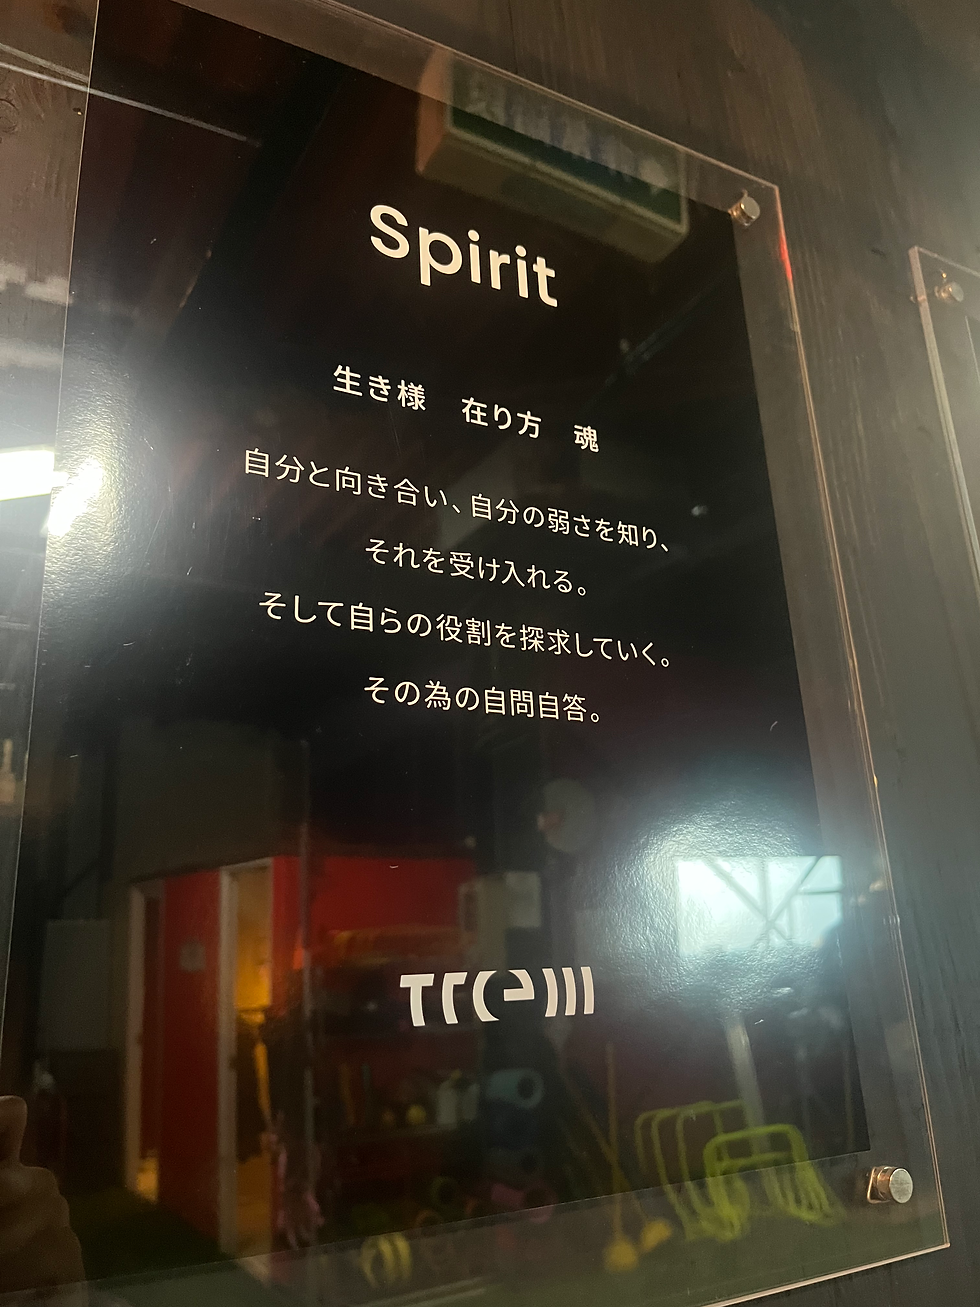 Spirit
生き様　在り方　魂
自分と向き合い、自分の弱さを知り、
それを受け入れる。
そして自らの役割を探求していく。
その為の自問自答。